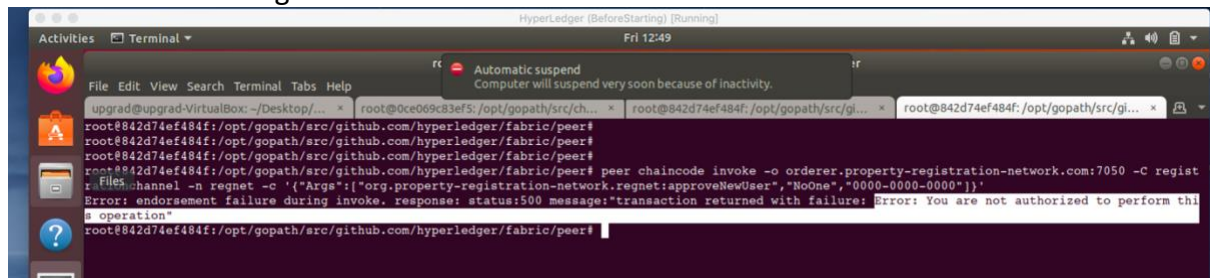 HyperLedger (BeforeStarting) [Running]
Activities Terminal Fri 12:49
Automatic suspend
Computer will suspend very soon because of inactivity.
File Edit View Search Terminal Tabs Help
upgrad@upgrad-VirtualBox: ~/Desktop/... × root@0ce069c83ef5: /opt/gopath/src/ch... × root@842d74ef484f: /opt/gopath/src/gi... × root@842d74ef484f: /opt/gopath/src/gi... ×
root@842d74ef484f:/opt/gopath/src/github.com/hyperledger/fabric/peer#
root@842d74ef484f:/opt/gopath/src/github.com/hyperledger/fabric/peer#
root@842d74ef484f:/opt/gopath/src/github.com/hyperledger/fabric/peer#
root@842d74ef484f:/opt/gopath/src/github.com/hyperledger/fabric/peer# peer chaincode invoke -o orderer.property-registration-network.com:7050 -C regist
Files channel -n regnet -c '{"Args":["org.property-registration-network.regnet:approveNewUser","NoOne","0000-0000-0000"]}'
Error: endorsement failure during invoke. response: status:500 message:"transaction returned with failure: Error: You are not authorized to perform thi
s operation"
root@842d74ef484f:/opt/gopath/src/github.com/hyperledger/fabric/peer#